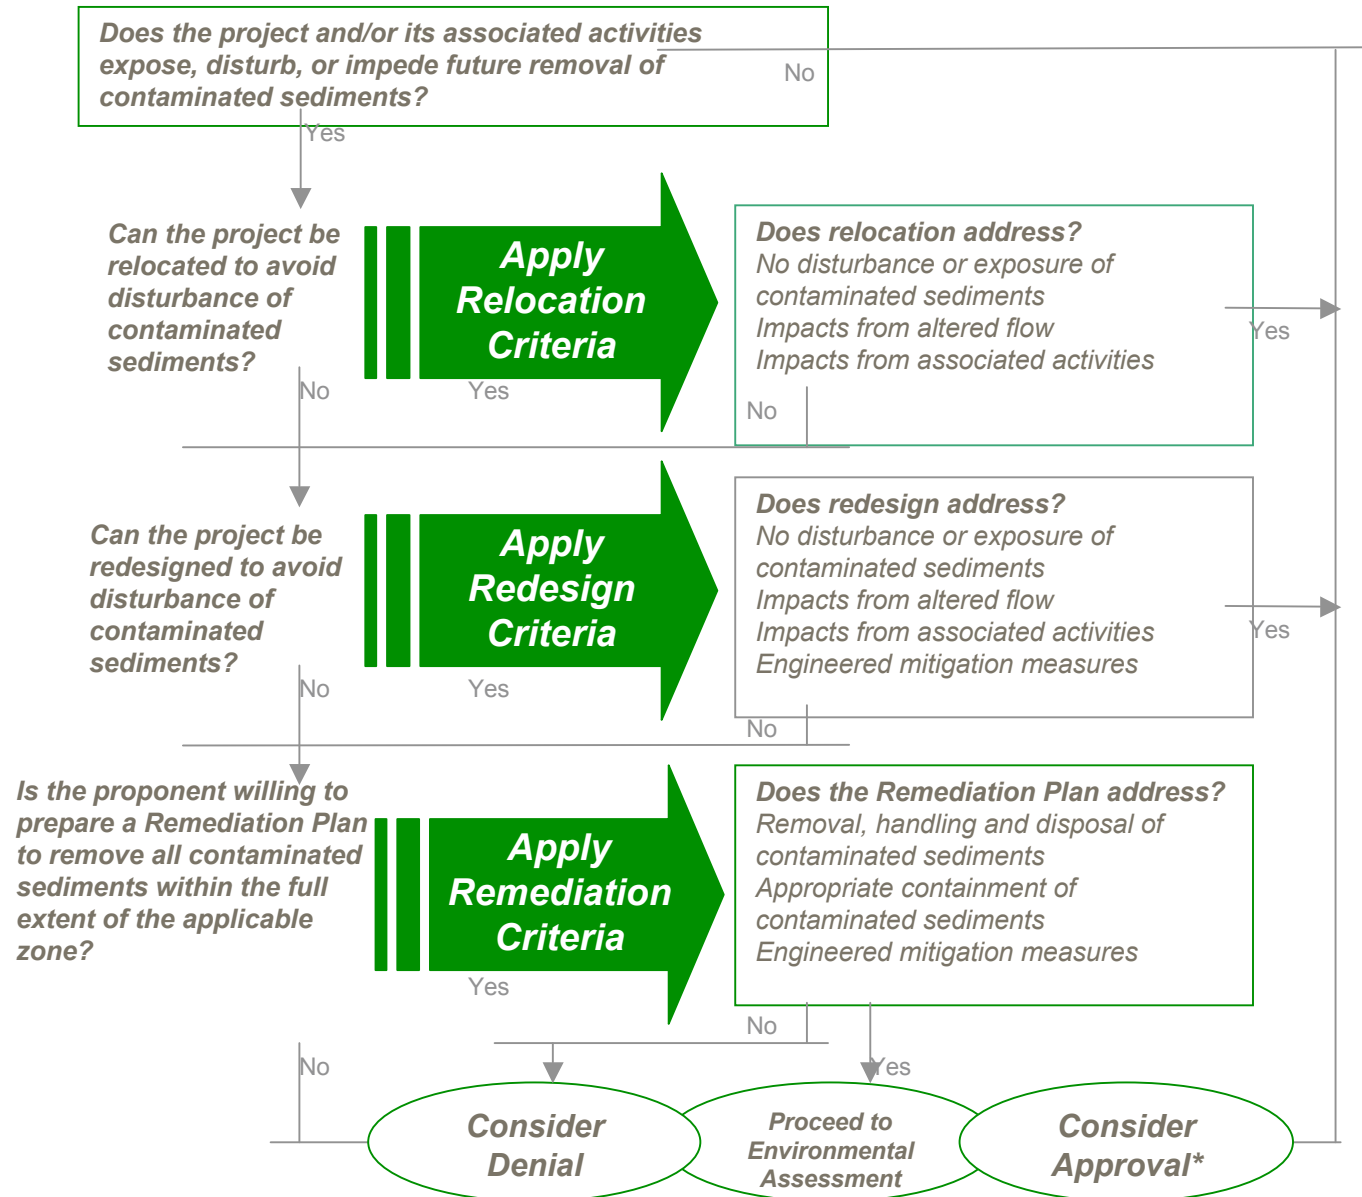 Does the project and/or its associated activities
expose, disturb, or impede future removal of
contaminated sediments?
No
Yes
Can the project be
relocated to avoid
disturbance of
contaminated
sediments?
No
Yes
Apply
Relocation
Criteria
Does relocation address?
No disturbance or exposure of
contaminated sediments
Impacts from altered flow
Impacts from associated activities
Yes
No
Can the project be
redesigned to avoid
disturbance of
contaminated
sediments?
No
Yes
Apply
Redesign
Criteria
Does redesign address?
No disturbance or exposure of
contaminated sediments
Impacts from altered flow
Impacts from associated activities
Engineered mitigation measures
Yes
No
Is the proponent willing to
prepare a Remediation Plan
to remove all contaminated
sediments within the full
extent of the applicable
zone?
Yes
Apply
Remediation
Criteria
Does the Remediation Plan address?
Removal, handling and disposal of
contaminated sediments
Appropriate containment of
contaminated sediments
Engineered mitigation measures
No
No
Yes
Consider
Denial
Proceed to
Environmental
Assessment
Consider
Approval*